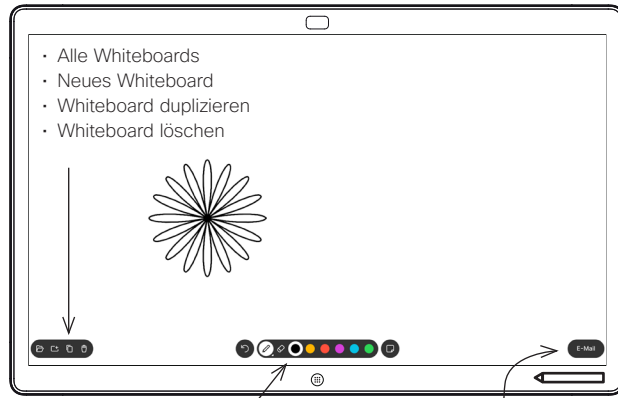 · Alle Whiteboards
· Neues Whiteboard
· Whiteboard duplizieren
· Whiteboard löschen
E-Mail